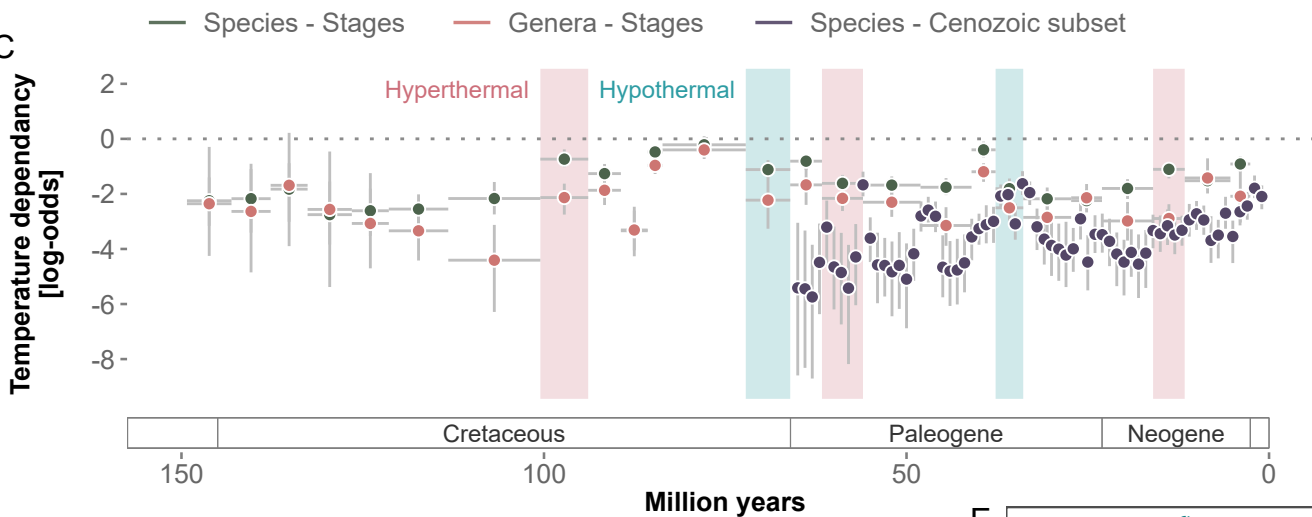 Species - Stages Genera - Stages Species - Cenozoic subset
C
Temperature dependancy
[log-odds]
2
0
-2
-4
-6
-8
Hyperthermal Hypothermal
Cretaceous Paleogene Neogene
150 100 50 0
Million years